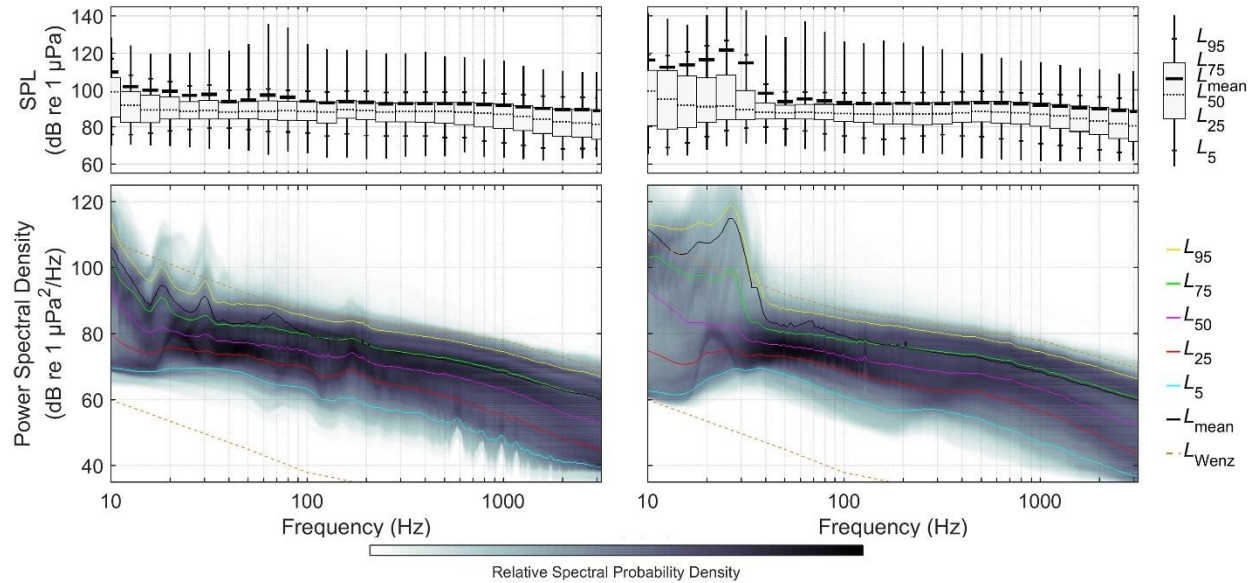 SPL
(dB re 1 µPa)
140
120
100
80
60
L95
L75
Lmean
L50
L25
L5
Power Spectral Density
(dB re 1 µPa²/Hz)
120
100
80
60
40
10
100
1000
Frequency (Hz)
10
100
1000
Frequency (Hz)
L95
L75
L50
L25
L5
Lmean
LWenz
Relative Spectral Probability Density